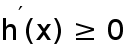 h′(x) ≥ 0